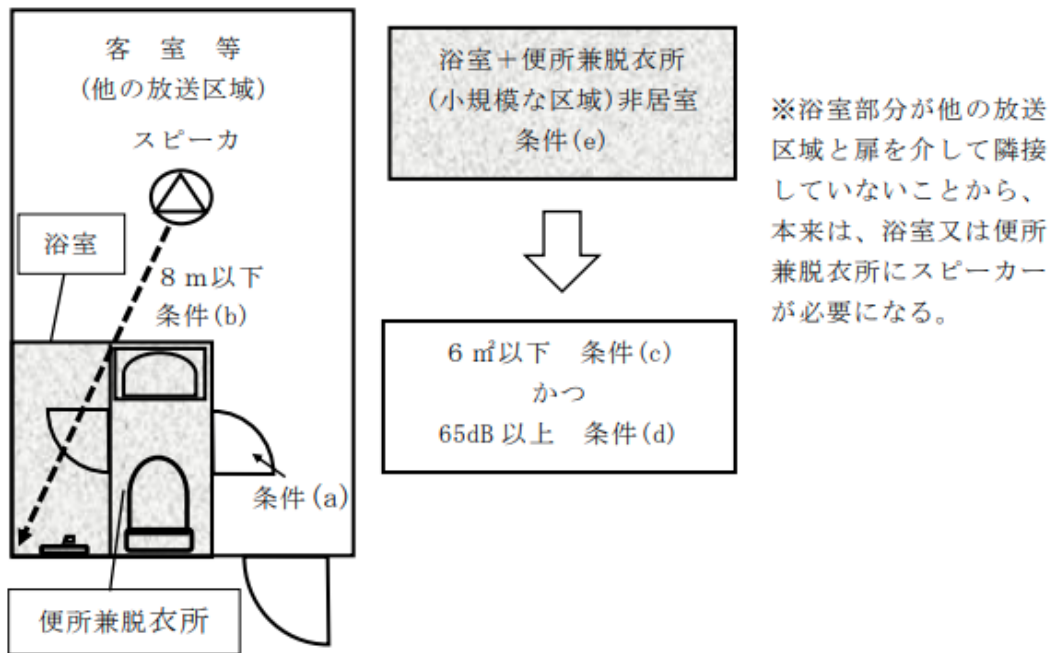 客 室 等
(他の放送区域)
スピーカ
浴室
８ｍ以下
条件(b)
条件(a)
便所兼脱衣所
浴室＋便所兼脱衣所
(小規模な区域)非居室
条件(e)
６㎡以下 条件(c)
かつ
65dB以上 条件(d)
※浴室部分が他の放送
区域と扉を介して隣接
していないことから、
本来は、浴室又は便所
兼脱衣所にスピーカー
が必要になる。